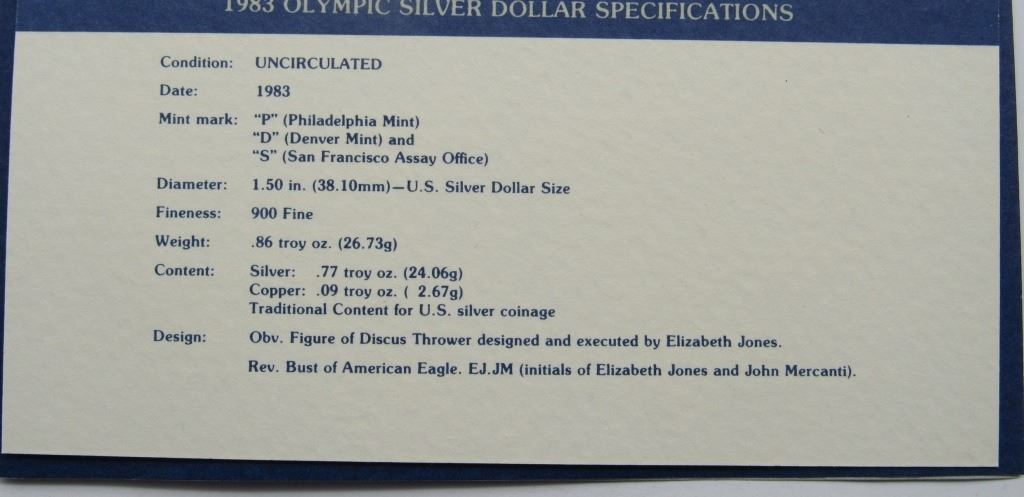 1983 OLYMPIC SILVER DOLLAR SPECIFICATIONS
Condition: UNCIRCULATED
Date: 1983
Mint mark: “P” (Philadelphia Mint)
“D” (Denver Mint) and
“S” (San Francisco Assay Office)
Diameter: 1.50 in. (38.10mm)—U.S. Silver Dollar Size
Fineness: 900 Fine
Weight: .86 troy oz. (26.73g)
Content: Silver: .77 troy oz. (24.06g)
Copper: .09 troy oz. ( 2.67g)
Traditional Content for U.S. silver coinage
Design: Obv. Figure of Discus Thrower designed and executed by Elizabeth Jones.
Rev. Bust of American Eagle. EJ.JM (initials of Elizabeth Jones and John Mercanti).